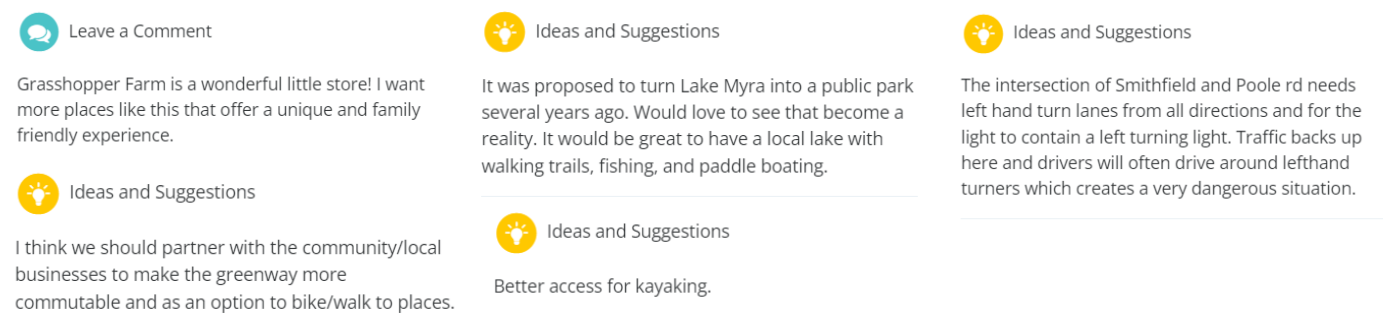 Leave a Comment
Grasshopper Farm is a wonderful little store! I want
more places like this that offer a unique and family
friendly experience.
Ideas and Suggestions
I think we should partner with the community/local
businesses to make the greenway more
commutable and as an option to bike/walk to places.
Ideas and Suggestions
It was proposed to turn Lake Myra into a public park
several years ago. Would love to see that become a
reality. It would be great to have a local lake with
walking trails, fishing, and paddle boating.
Ideas and Suggestions
Better access for kayaking.
Ideas and Suggestions
The intersection of Smithfield and Poole rd needs
left hand turn lanes from all directions and for the
light to contain a left turning light. Traffic backs up
here and drivers will often drive around lefthand
turners which creates a very dangerous situation.